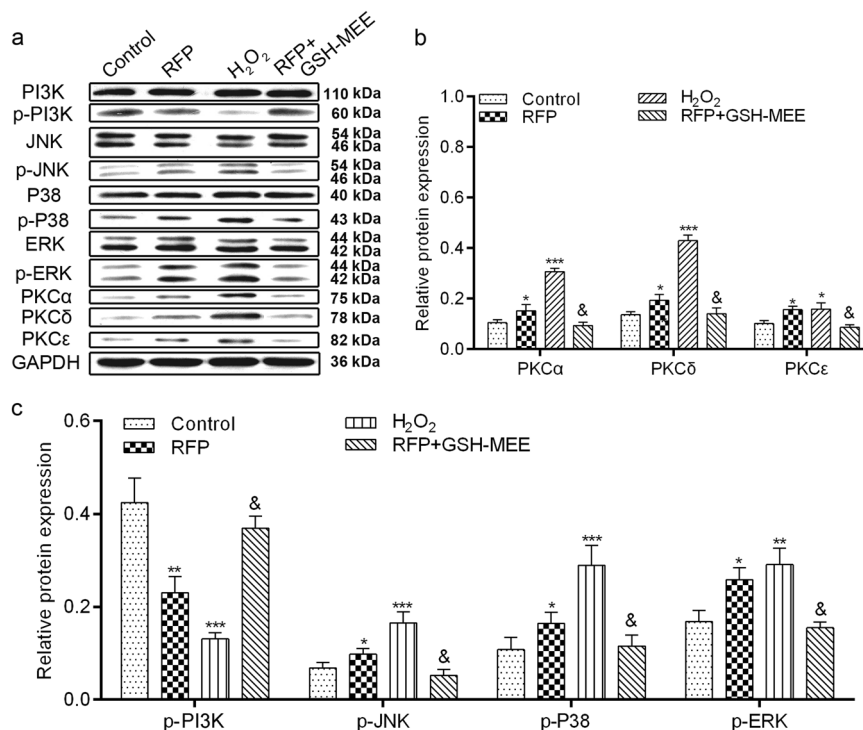 a
Control
RFP
H₂O₂
RFP+
GSH-MEE
PI3K 110 kDa
p-PI3K 60 kDa
JNK 54 kDa
46 kDa
p-JNK 54 kDa
46 kDa
P38 40 kDa
p-P38 43 kDa
ERK 44 kDa
42 kDa
p-ERK 44 kDa
42 kDa
PKCα 75 kDa
PKCδ 78 kDa
PKCε 82 kDa
GAPDH 36 kDa
b
Relative protein expression
1.0
0.8
0.6
0.4
0.2
0.0
Control
RFP
H₂O₂
RFP+GSH-MEE
* *** &
* *** &
* * &
PKCα PKCδ PKCε
c
Relative protein expression
0.6
0.4
0.2
0.0
Control
RFP
H₂O₂
RFP+GSH-MEE
** *** &
* *** &
* *** &
* ** &
p-PI3K p-JNK p-P38 p-ERK